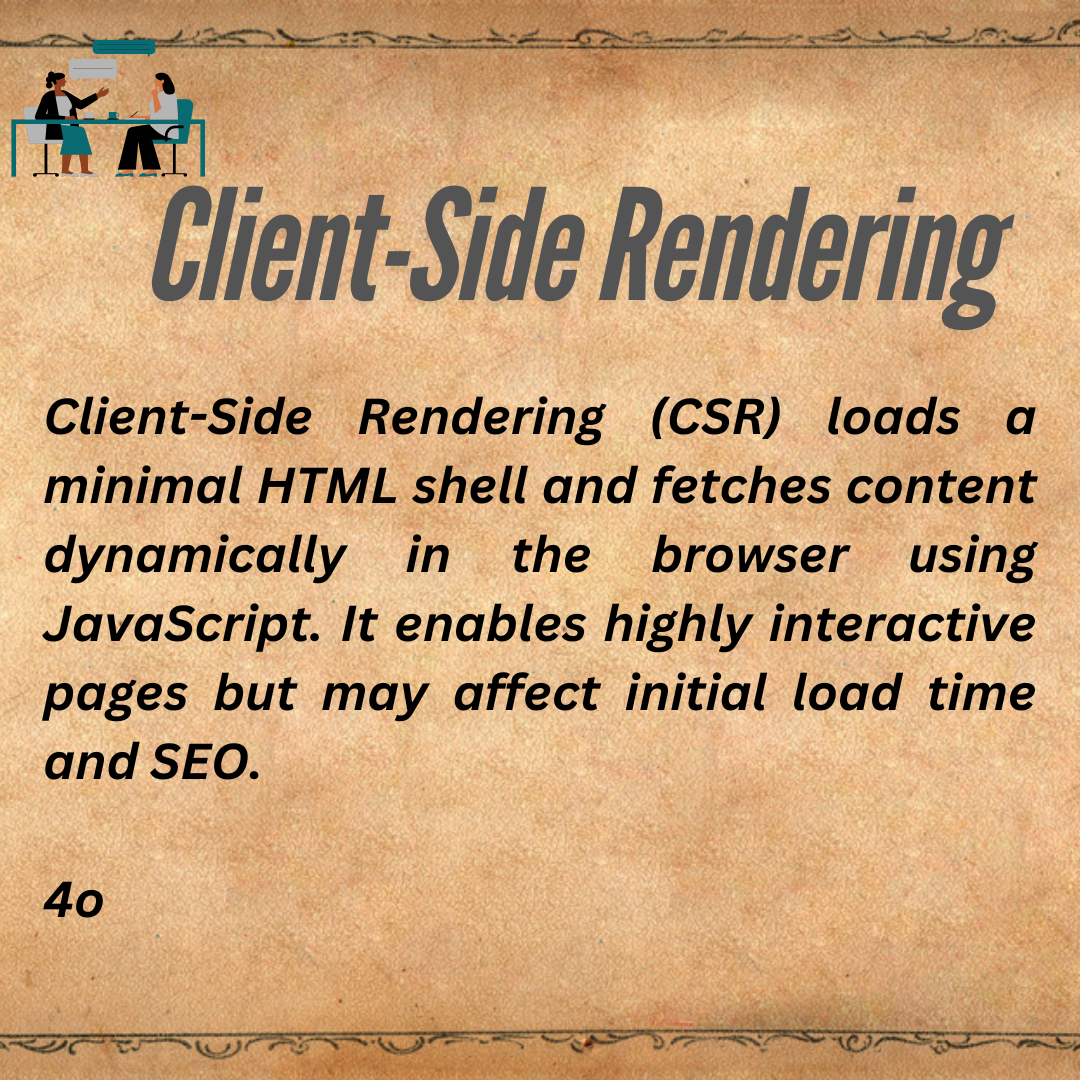 Client-Side Rendering
Client-Side Rendering (CSR) loads a
minimal HTML shell and fetches content
dynamically in the browser using
JavaScript. It enables highly interactive
pages but may affect initial load time
and SEO.
4o